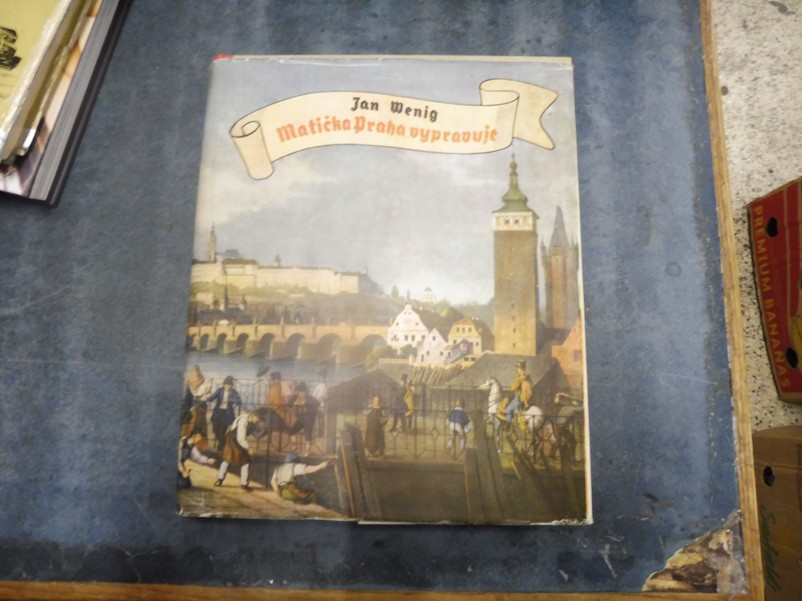 Jan Wenig
Matička Praha vypravuje
PREMIUM BANANAS